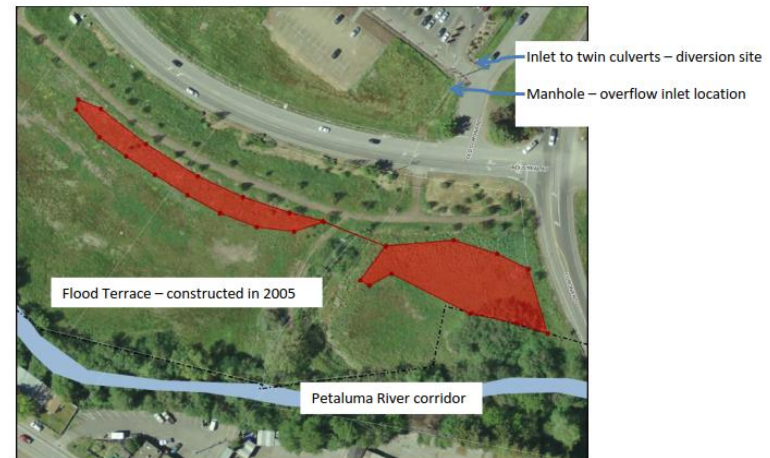 Inlet to twin culverts – diversion site
Manhole – overflow inlet location
Flood Terrace – constructed in 2005
Petaluma River corridor